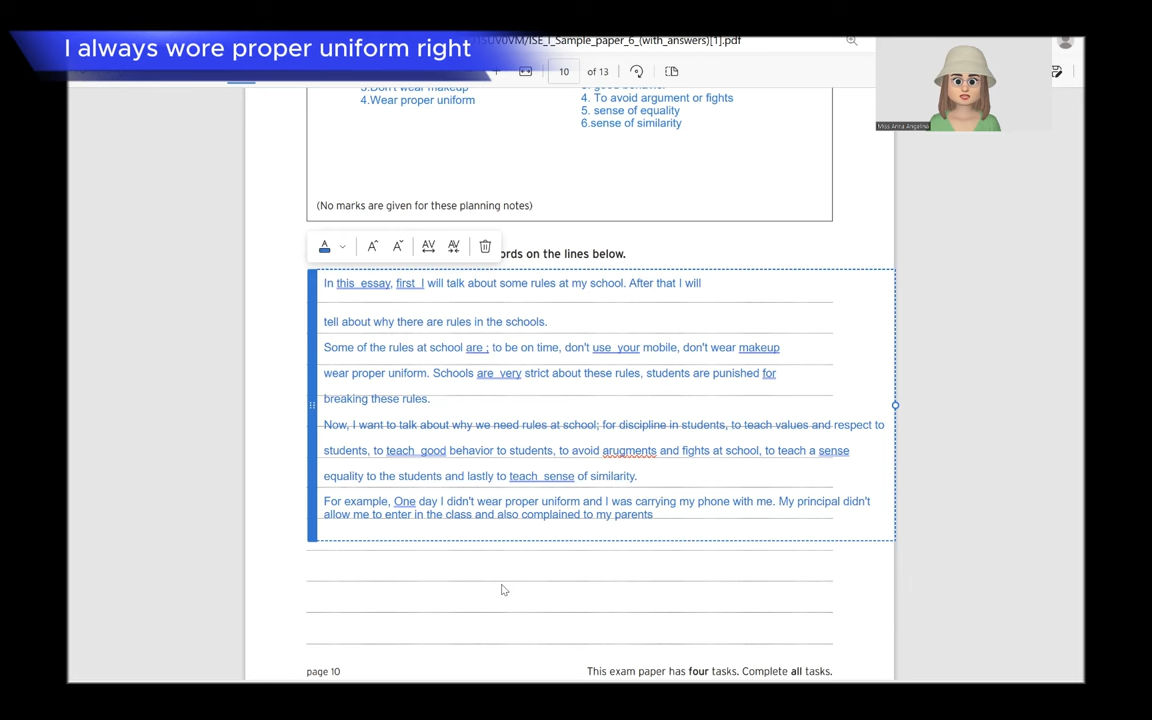 I always wore proper uniform right
ISE_I_Sample_paper_6_(with_answers)[1].pdf
10 of 13
Miss Anna Angelina
3.Don't wear makeup
4.Wear proper uniform
5. good behavior
4. To avoid argument or fights
5. sense of equality
6.sense of similarity
(No marks are given for these planning notes)
on the lines below.
In this essay, first I will talk about some rules at my school. After that I will
tell about why there are rules in the schools.
Some of the rules at school are ; to be on time, don't use your mobile, don't wear makeup
wear proper uniform. Schools are very strict about these rules, students are punished for
breaking these rules.
Now, I want to talk about why we need rules at school; for discipline in students, to teach values and respect to
students, to teach good behavior to students, to avoid arugments and fights at school, to teach a sense
equality to the students and lastly to teach sense of similarity.
For example, One day I didn't wear proper uniform and I was carrying my phone with me. My principal didn't
allow me to enter in the class and also complained to my parents
page 10
This exam paper has four tasks. Complete all tasks.